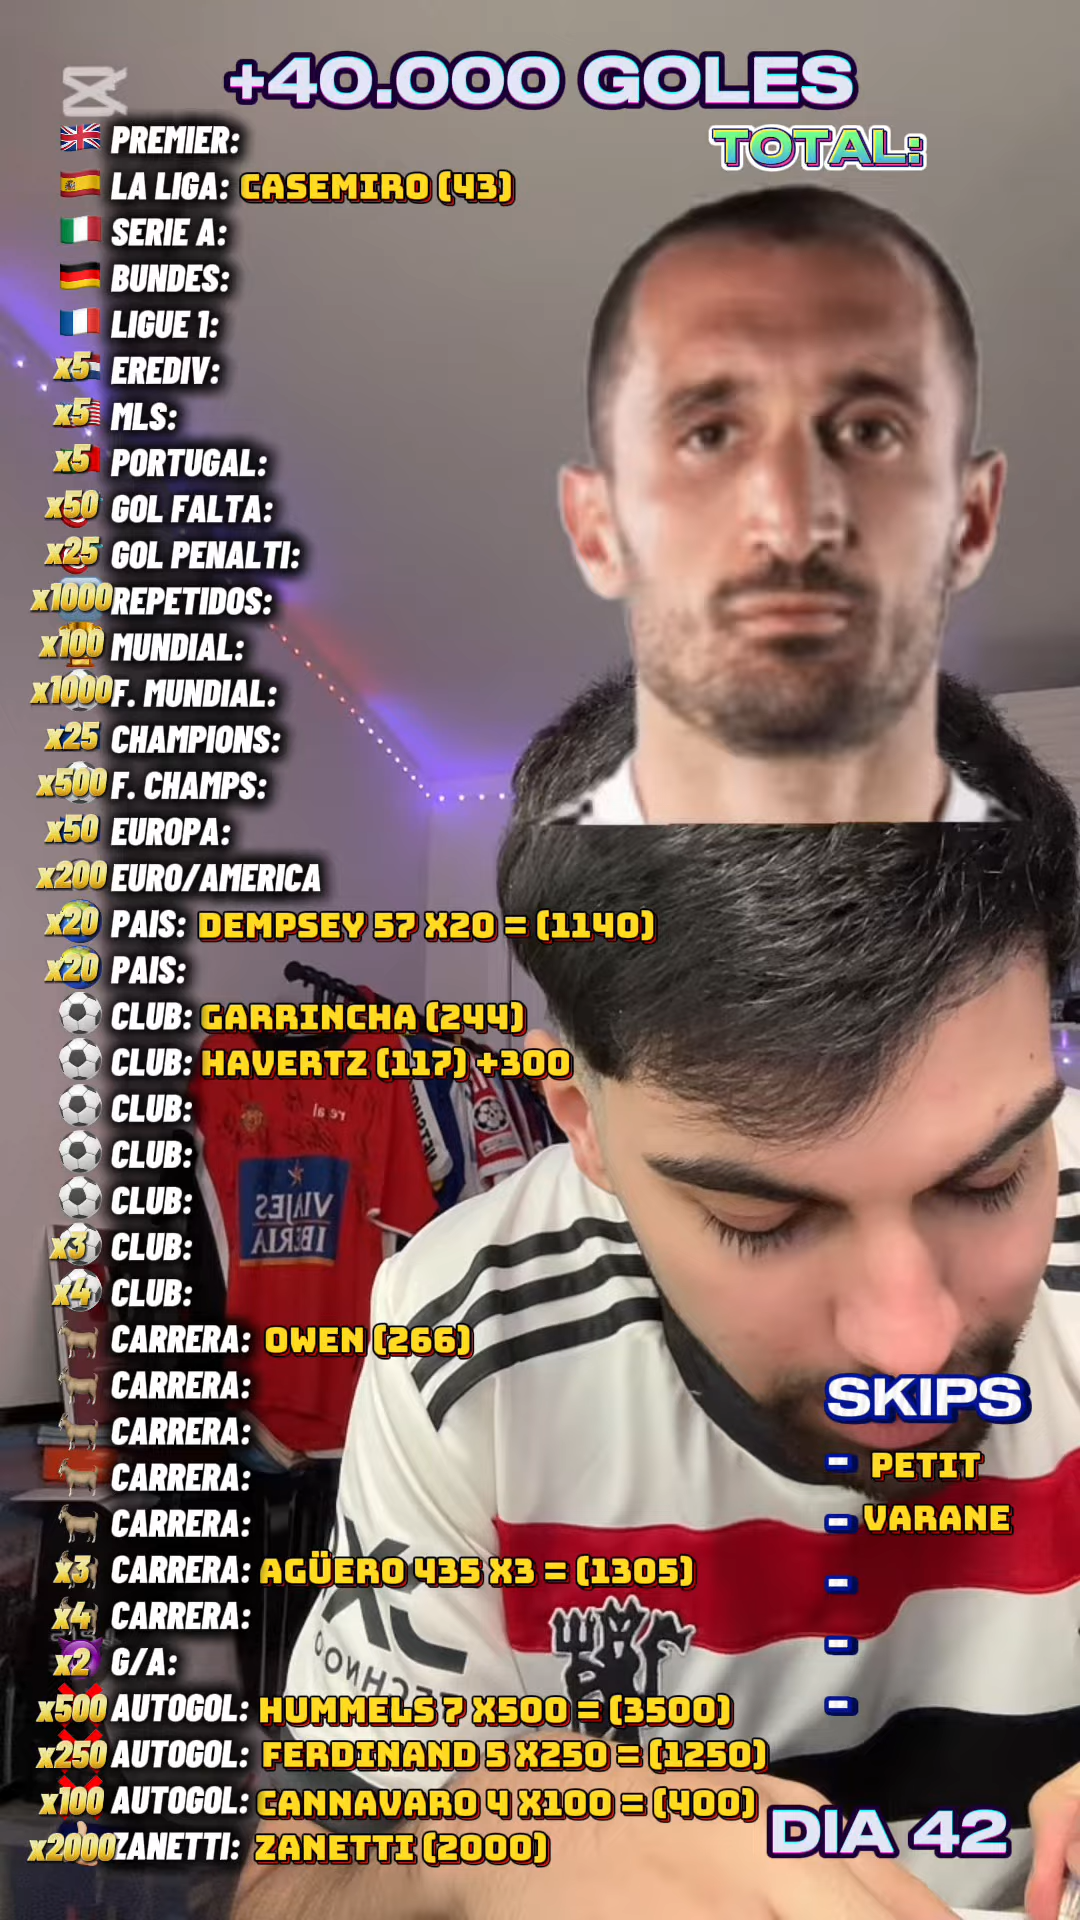 +40.000 GOLES
TOTAL:
PREMIER:
LA LIGA: CASEMIRO (43)
SERIE A:
BUNDES:
LIGUE 1:
x5 EREDIV:
x5 MLS:
x5 PORTUGAL:
x50 GOL FALTA:
x25 GOL PENALTI:
x1000 REPETIDOS:
x100 MUNDIAL:
x1000 F. MUNDIAL:
x25 CHAMPIONS:
x500 F. CHAMPS:
x50 EUROPA:
x200 EURO/AMERICA
x20 PAIS: DEMPSEY 57 X20 = (1140)
x20 PAIS:
CLUB: GARRINCHA (244)
CLUB: HAVERTZ (117) +300
CLUB:
CLUB:
CLUB:
x3 CLUB:
x4 CLUB:
CARRERA: OWEN (266)
CARRERA:
CARRERA:
CARRERA:
CARRERA:
x3 CARRERA: AGÜERO 435 X3 = (1305)
x4 CARRERA:
x2 G/A:
x500 AUTOGOL: HUMMELS 7 X500 = (3500)
x250 AUTOGOL: FERDINAND 5 X250 = (1250)
x100 AUTOGOL: CANNAVARO 4 X100 = (400)
x2000 ZANETTI: ZANETTI (2000)
SKIPS
- PETIT
- VARANE
-
-
-
DIA 42
real
VIAJES
IBERIA